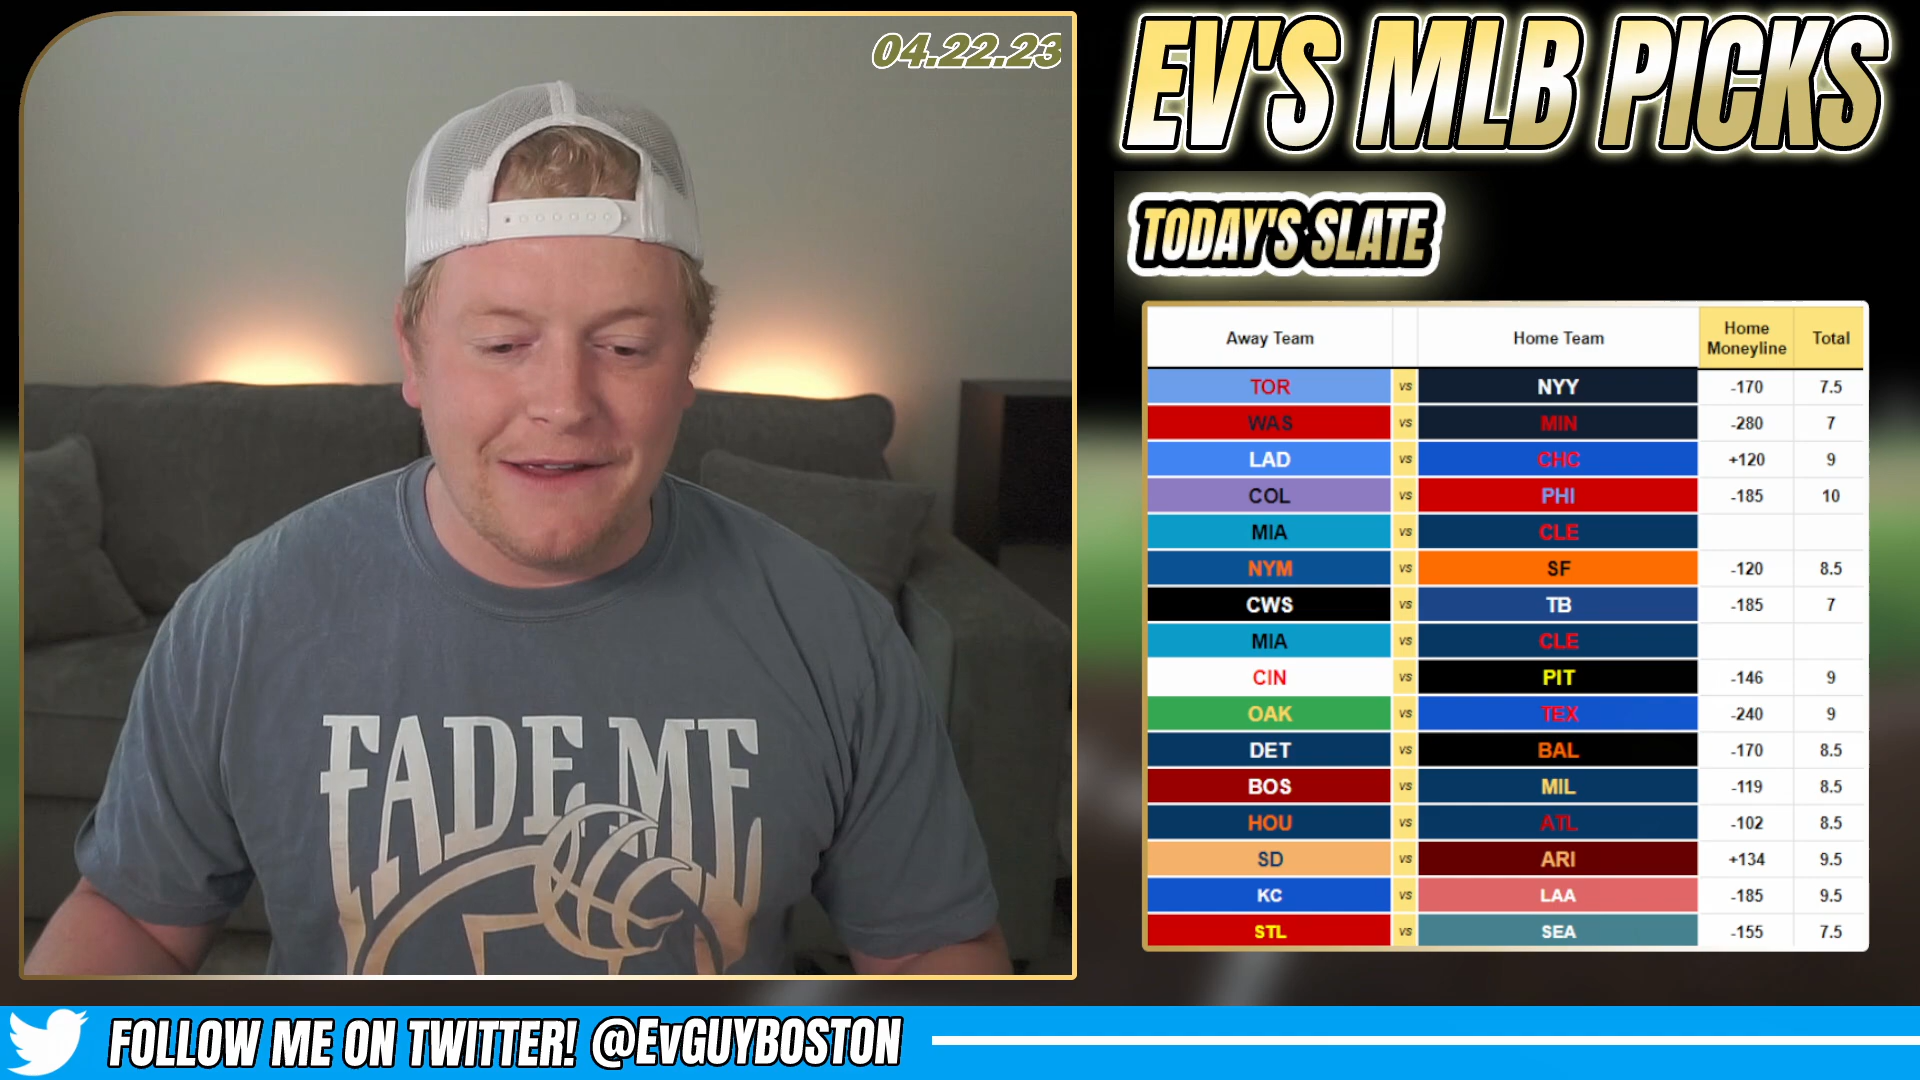 04.22.23
EV'S MLB PICKS
TODAY'S SLATE
Away Team Home Team Home Moneyline Total
TOR vs NYY -170 7.5
WAS vs MIN -280 7
LAD vs CHC +120 9
COL vs PHI -185 10
MIA vs CLE
NYM vs SF -120 8.5
CWS vs TB -185 7
MIA vs CLE
CIN vs PIT -146 9
OAK vs TEX -240 9
DET vs BAL -170 8.5
BOS vs MIL -119 8.5
HOU vs ATL -102 8.5
SD vs ARI +134 9.5
KC vs LAA -185 9.5
STL vs SEA -155 7.5
FADE ME
FOLLOW ME ON TWITTER! @EvGUYBOSTON